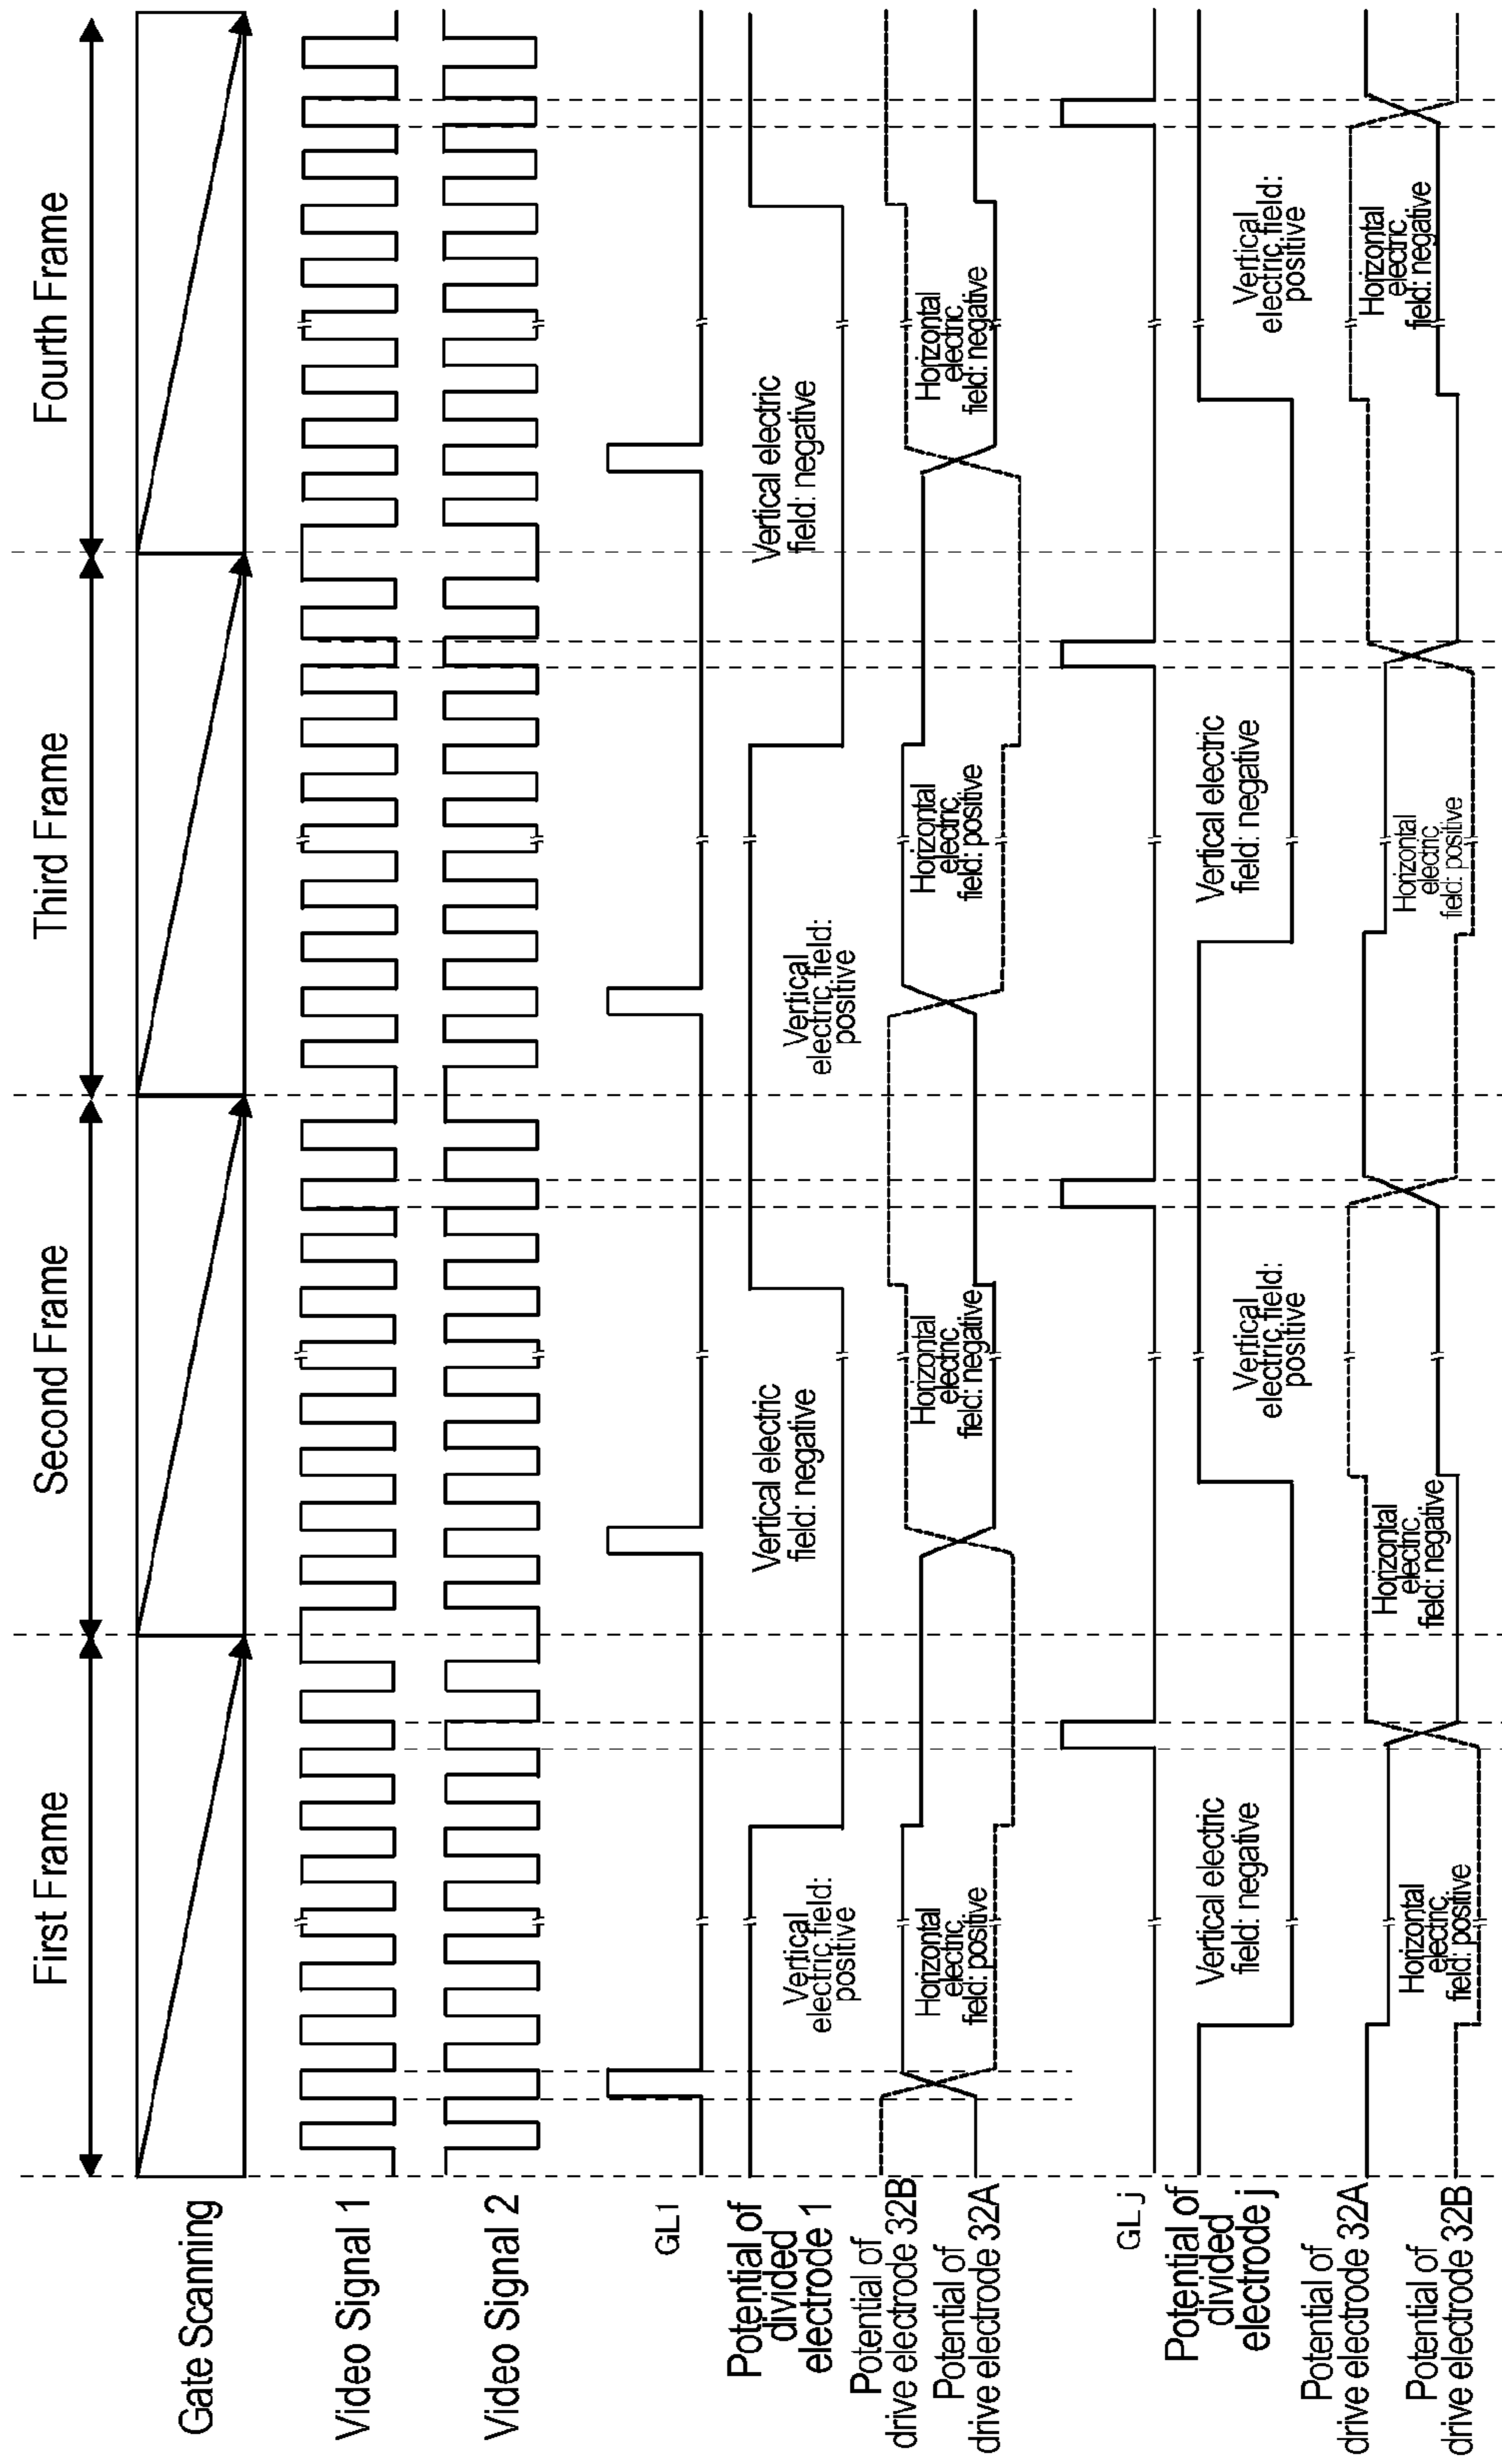 First Frame
Second Frame
Third Frame
Fourth Frame
Gate Scanning
Video Signal 1
Video Signal 2
GL1
Potential of
divided
electrode 1
Vertical
electric field:
positive
Vertical electric
field: negative
Vertical
electric field:
positive
Vertical electric
field: negative
Potential of
drive electrode 32B
Potential of
drive electrode 32A
Horizontal
electric
field: positive
Horizontal
electric
field: negative
Horizontal
electric
field: positive
Horizontal
electric
field: negative
GL j
Potential of
divided
electrode j
Vertical electric
field: negative
Vertical
electric field:
positive
Vertical electric
field: negative
Vertical
electric field:
positive
Potential of
drive electrode 32A
Potential of
drive electrode 32B
Horizontal
electric
field: positive
Horizontal
electric
field: negative
Horizontal
electric
field: positive
Horizontal
electric
field: negative